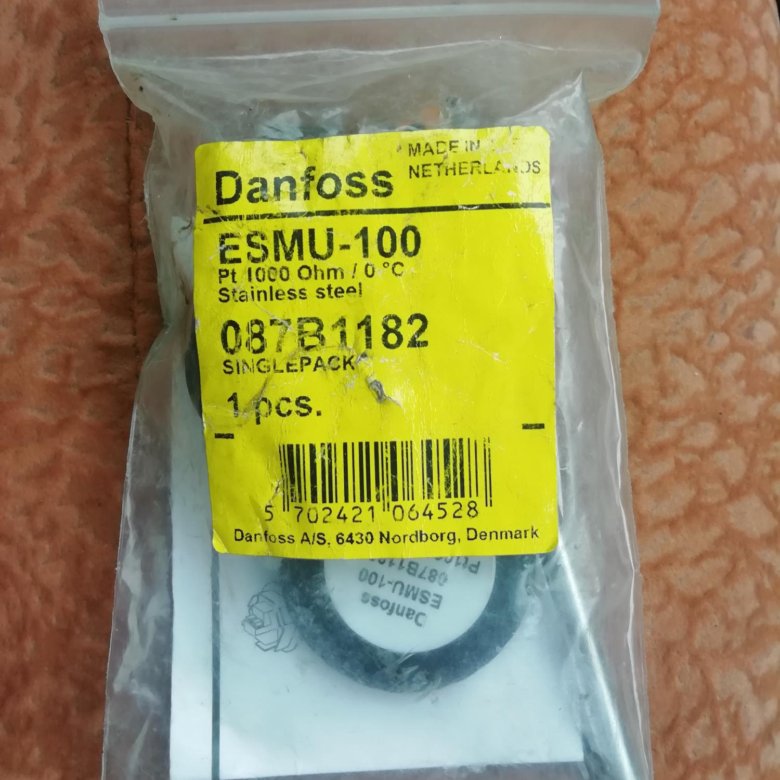 MADE IN
NETHERLANDS
Danfoss
ESMU-100
Pt 1000 Ohm / 0 °C
Stainless steel
087B1182
SINGLEPACK
1 pcs.
5 702421 064528
Danfoss A/S, 6430 Nordborg, Denmark
Danfoss
ESMU-100